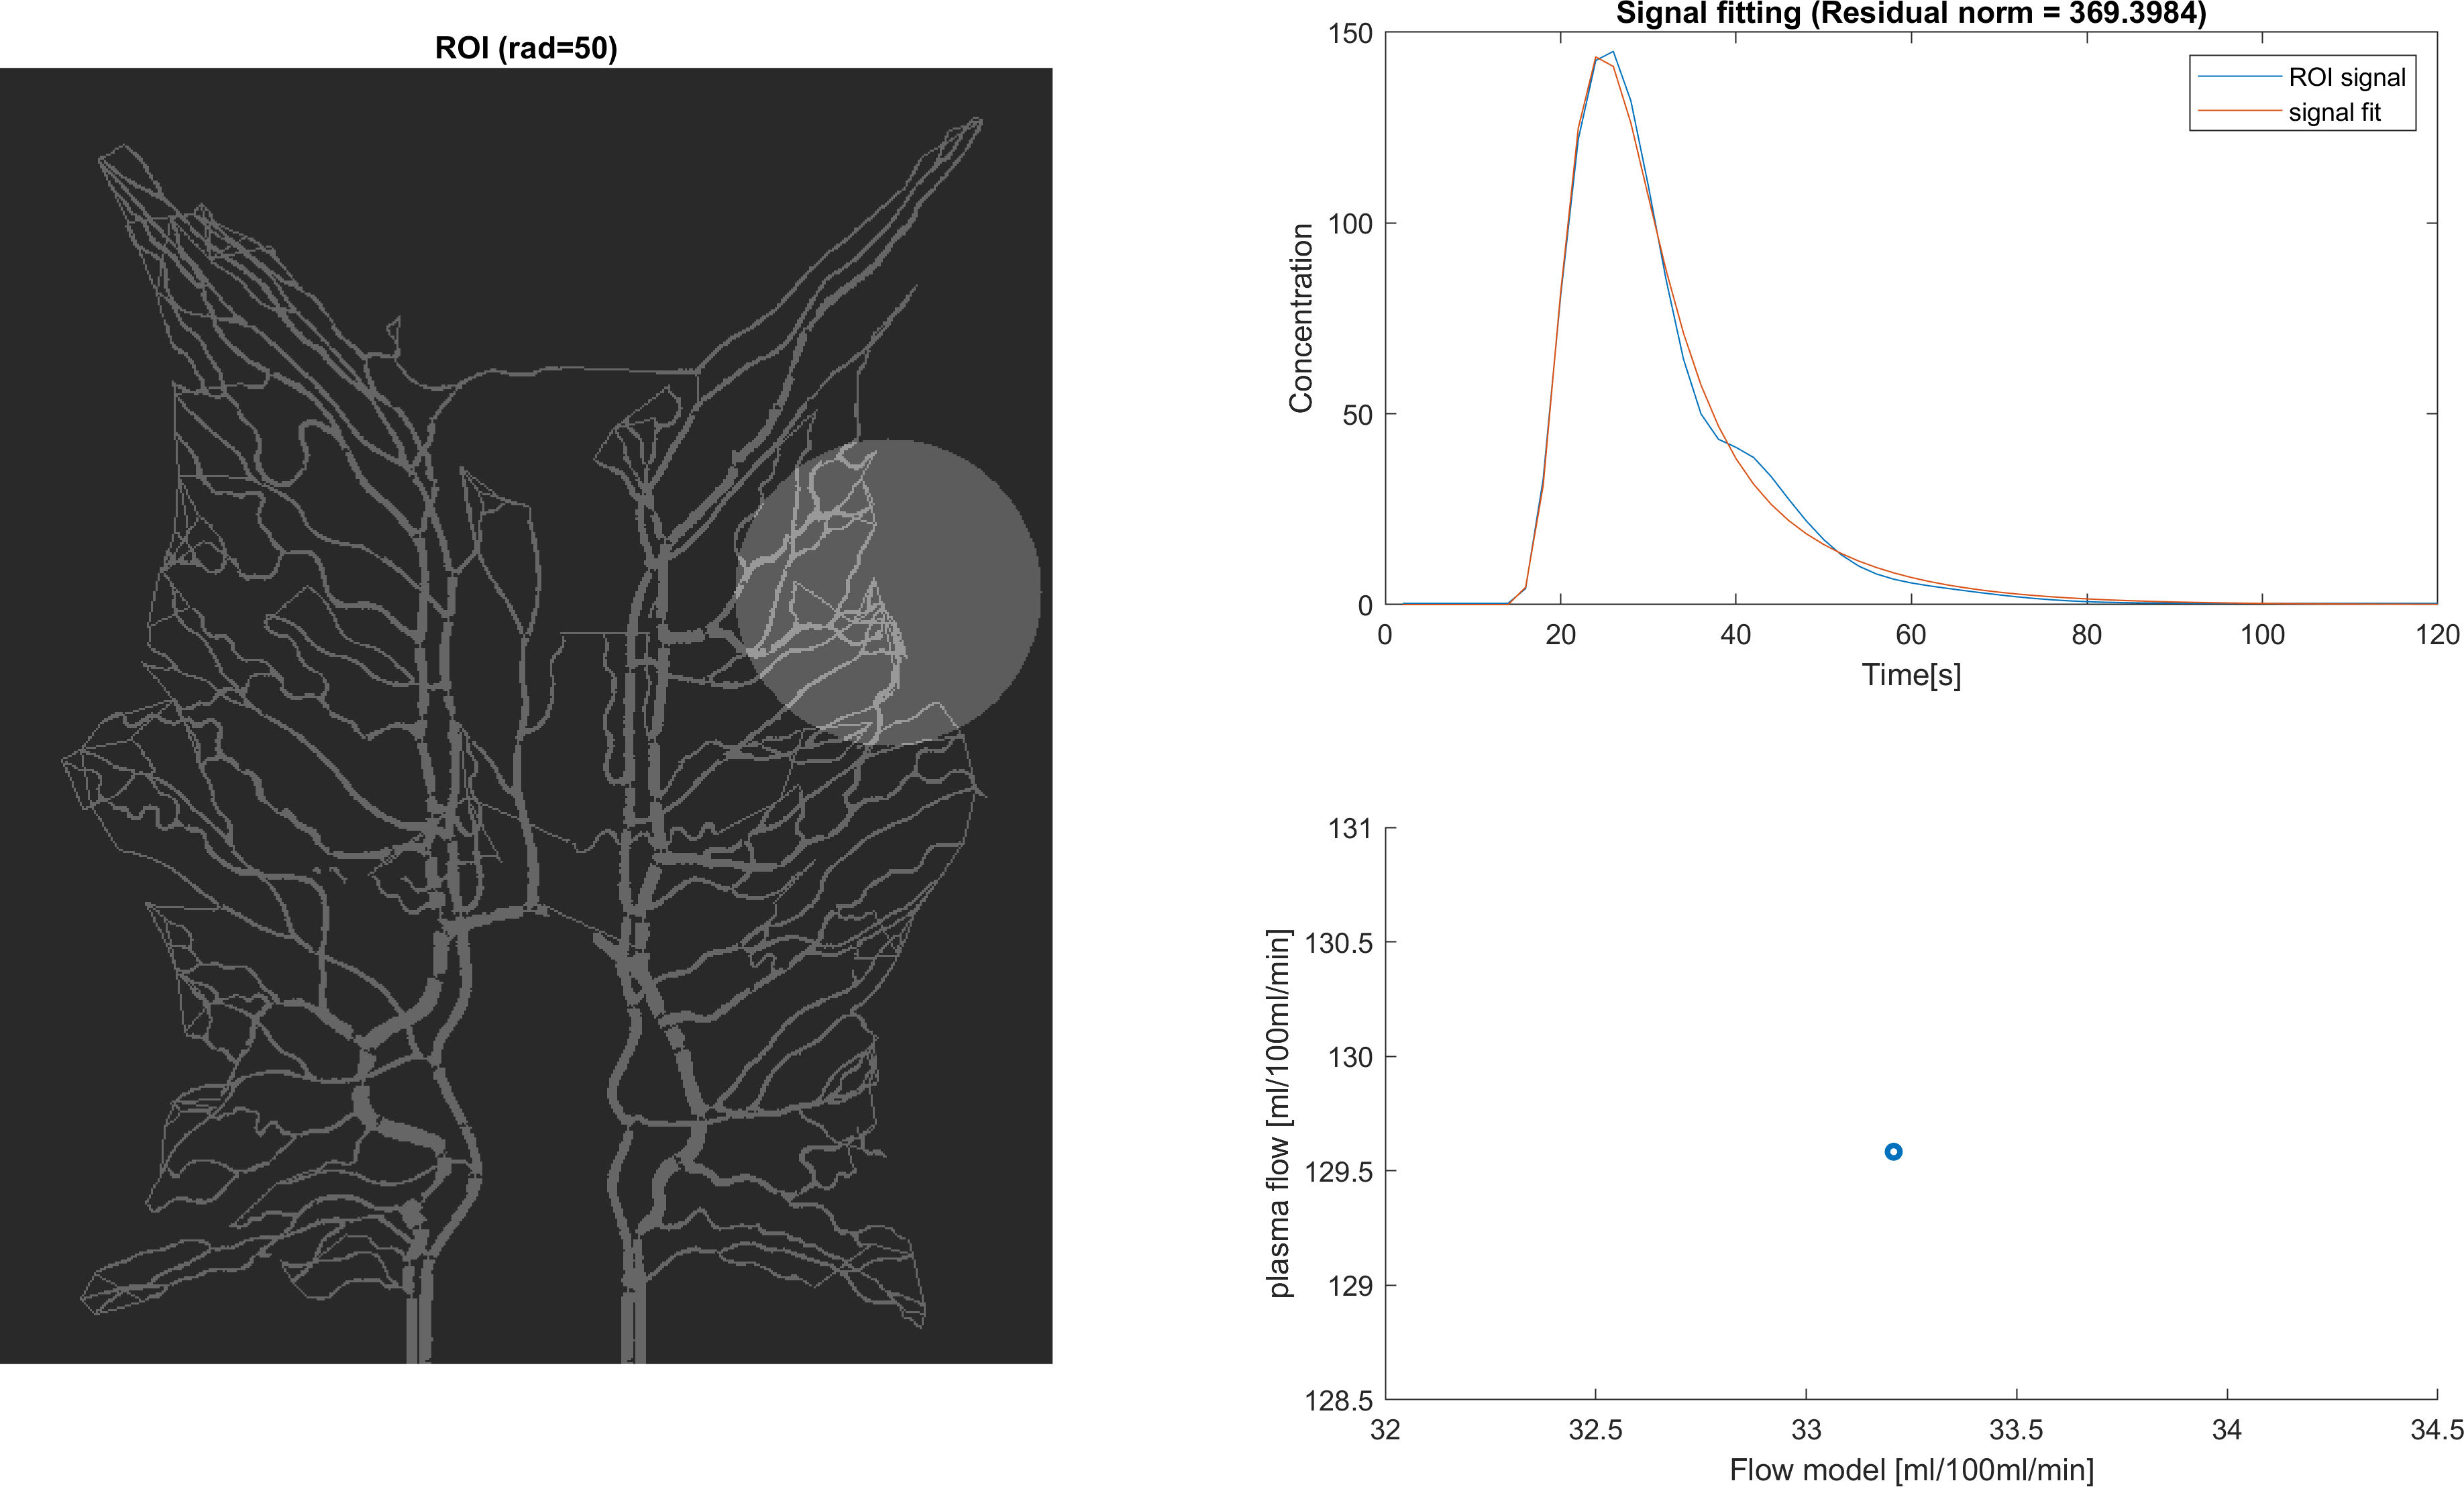 ROI (rad=50)
Signal fitting (Residual norm = 369.3984)
150
100
50
0
Concentration
ROI signal
signal fit
0 20 40 60 80 100 120
Time[s]
131
130.5
130
129.5
129
128.5
plasma flow [ml/100ml/min]
32 32.5 33 33.5 34 34.5
Flow model [ml/100ml/min]